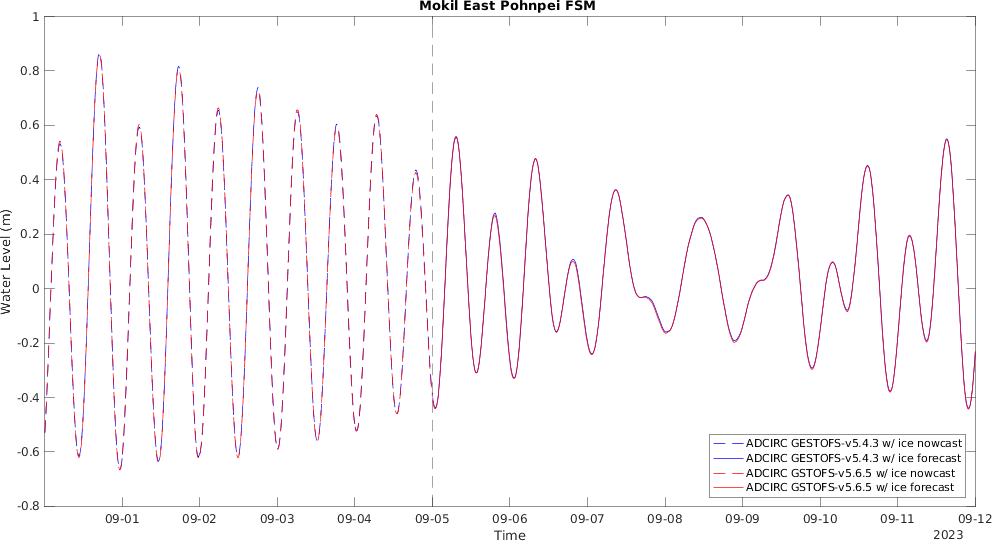 Mokil East Pohnpei FSM
Water Level (m)
1
0.8
0.6
0.4
0.2
0
-0.2
-0.4
-0.6
-0.8
ADCIRC GESTOFS-v5.4.3 w/ ice nowcast
ADCIRC GESTOFS-v5.4.3 w/ ice forecast
ADCIRC GSTOFS-v5.6.5 w/ ice nowcast
ADCIRC GSTOFS-v5.6.5 w/ ice forecast
09-01 09-02 09-03 09-04 09-05 09-06 09-07 09-08 09-09 09-10 09-11 09-12
Time
2023